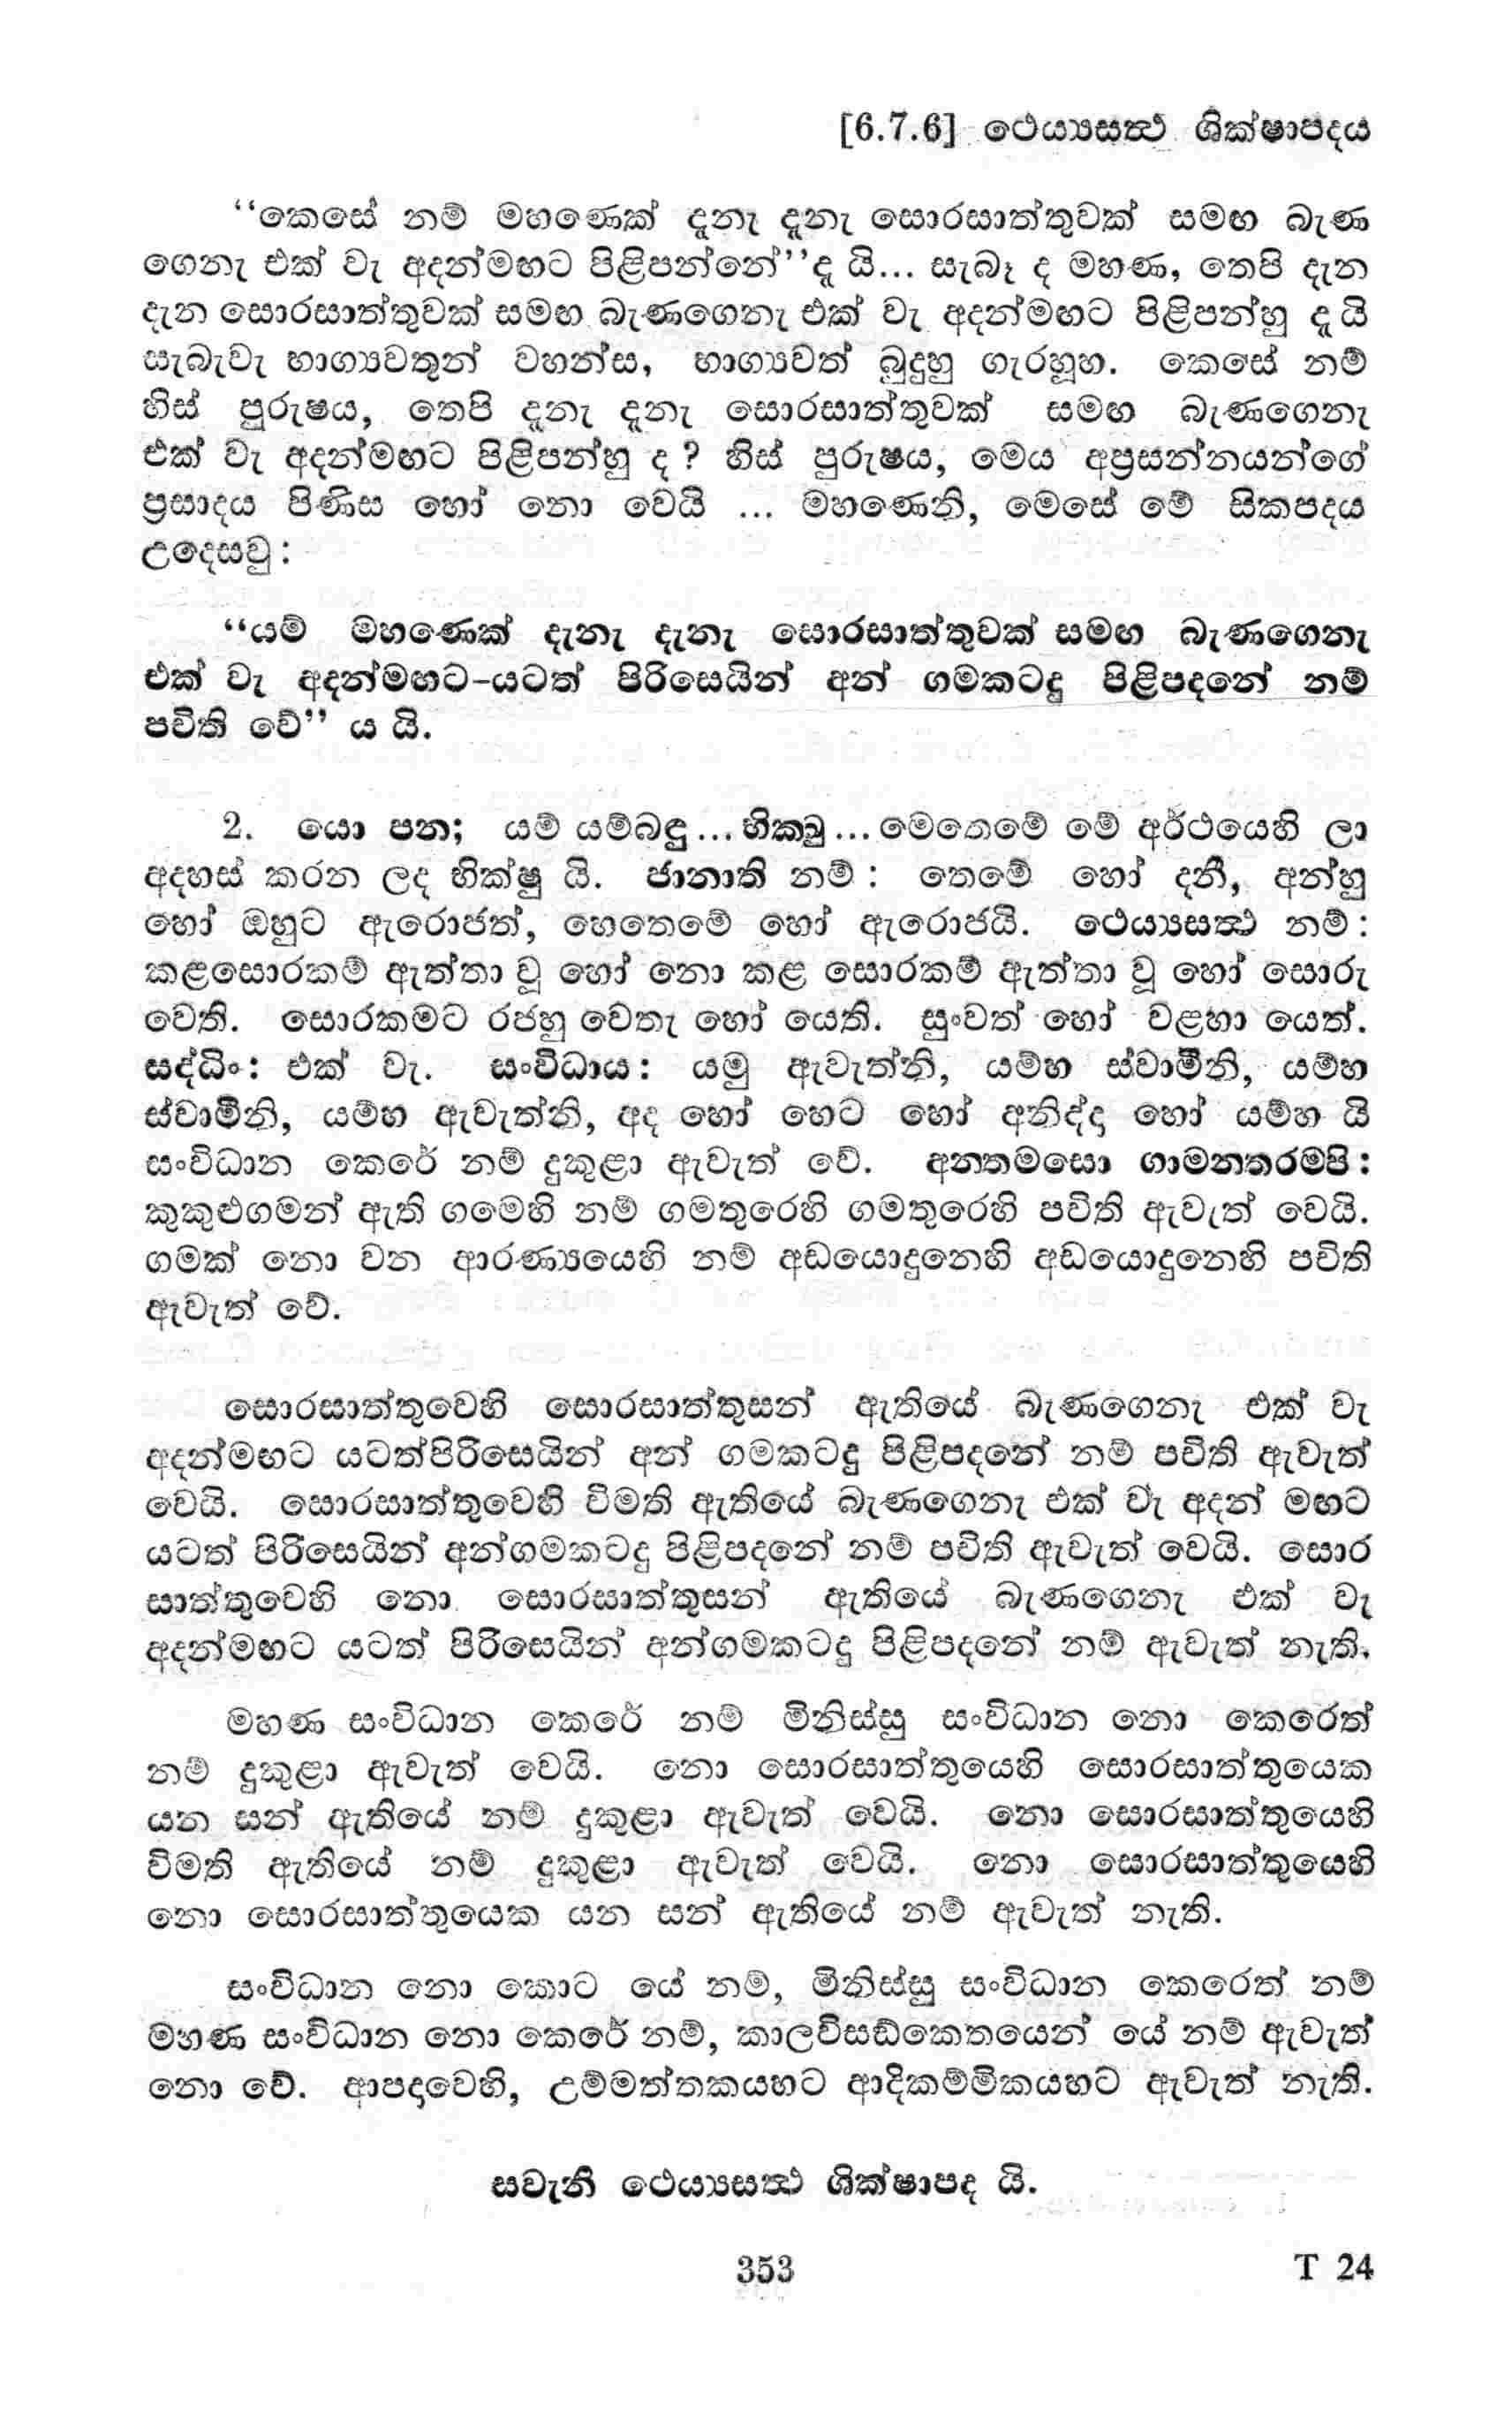 [6.7.6] ථෙය්‍යසත්‍ථ ශික්ෂාපදය
‘‘කෙසේ නම් මහණෙක් දැනැ දැනැ සොරසාත්තුවක් සමඟ බැණ
ගෙනැ එක් වැ අදන්මඟට පිළිපන්නේ’’දැ යි... සැබෑ ද මහණ, තෙපි දැන
දැන සොරසාත්තුවක් සමඟ බැණගෙනැ එක් වැ අදන්මඟට පිළිපන්හු දැ යි
සැබැවැ භාග්‍යවතුන් වහන්ස, භාග්‍යවත් බුදුහු ගැරහූහ. කෙසේ නම්
හිස් පුරුෂය, තෙපි දැනැ දැනැ සොරසාත්තුවක් සමඟ බැණගෙනැ
එක් වැ අදන්මඟට පිළිපන්හු ද ? හිස් පුරුෂය, මෙය අප්‍රසන්නයන්ගේ
ප්‍රසාදය පිණිස හෝ නො වෙයි ... මහණෙනි, මෙසේ මේ සිකපදය
උදෙසවු :
‘‘යම් මහණෙක් දැනැ දැනැ සොරසාත්තුවක් සමඟ බැණගෙනැ
එක් වැ අදන්මඟට-යටත් පිරිසෙයින් අන් ගමකටදු පිළිපදනේ නම්
පචිති වේ’’ ය යි.
2. යො පන; යම් යම්බඳු ... භික්‍ඛු ... මෙතෙමේ මේ අර්ථයෙහි ලා
අදහස් කරන ලද භික්ෂු යි. ජානාති නම් : තෙමේ හෝ දනී, අන්හු
හෝ ඔහුට ඇරොජත්, හෙතෙමේ හෝ ඇරොජයි. ථෙය්‍යසත්‍ථ නම් :
කළසොරකම් ඇත්තා වූ හෝ නො කළ සොරකම් ඇත්තා වූ හෝ සොරු
වෙති. සොරකමට රජහු වෙතැ හෝ යෙති. සුංවත් හෝ වළහා යෙත්.
සද්ධිං : එක් වැ. සංවිධාය : යමු ඇවැත්නි, යම්හ ස්වාමීනි, යම්හ
ස්වාමීනි, යම්හ ඇවැත්නි, අද හෝ හෙට හෝ අනිද්ද හෝ යම්හ යි
සංවිධාන කෙරේ නම් දුකුළා ඇවැත් වේ. අන්‍තමසො ගාමන්‍තරම්පි :
කුකුළුගමන් ඇති ගමෙහි නම් ගමතුරෙහි ගමතුරෙහි පචිති ඇවැත් වෙයි.
ගමක් නො වන ආරණ්‍යයෙහි නම් අඩයොදුනෙහි අඩයොදුනෙහි පචිති
ඇවැත් වේ.
සොරසාත්තුවෙහි සොරසාත්තුසන් ඇතියේ බැණගෙනැ එක් වැ
අදන්මඟට යටත්පිරිසෙයින් අන් ගමකටදු පිළිපදනේ නම් පචිති ඇවැත්
වෙයි. සොරසාත්තුවෙහි විමති ඇතියේ බැණගෙනැ එක් වැ අදන් මඟට
යටත් පිරිසෙයින් අන්ගමකටදු පිළිපදනේ නම් පචිති ඇවැත් වෙයි. සොර
සාත්තුවෙහි නො සොරසාත්තුසන් ඇතියේ බැණගෙනැ එක් වැ
අදන්මඟට යටත් පිරිසෙයින් අන්ගමකටදු පිළිපදනේ නම් ඇවැත් නැති.
මහණ සංවිධාන කෙරේ නම් මිනිස්සු සංවිධාන නො කෙරෙත්
නම් දුකුළා ඇවැත් වෙයි. නො සොරසාත්තුයෙහි සොරසාත්තුයෙක
යන සන් ඇතියේ නම් දුකුළා ඇවැත් වෙයි. නො සොරසාත්තුයෙහි
විමති ඇතියේ නම් දුකුළා ඇවැත් වෙයි. නො සොරසාත්තුයෙහි
නො සොරසාත්තුයෙක යන සන් ඇතියේ නම් ඇවැත් නැති.
සංවිධාන නො කොට යේ නම්, මිනිස්සු සංවිධාන කෙරෙත් නම්
මහණ සංවිධාන නො කෙරේ නම්, කාලවිසඞ්කෙතයෙන් යේ නම් ඇවැත්
නො වේ. ආපදාවෙහි, උම්මත්තකයහට ආදිකම්මිකයහට ඇවැත් නැති.
සවැනි ථෙය්‍යසත්‍ථ ශික්ෂාපද යි.
353
T 24